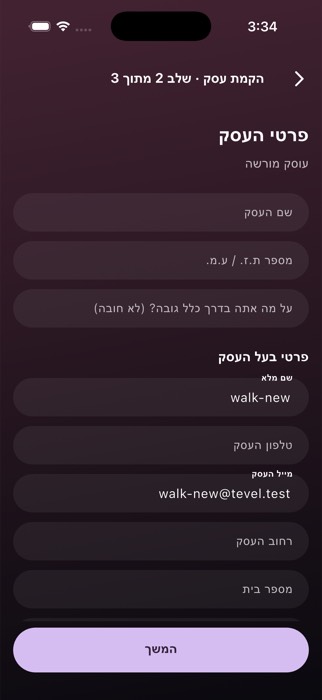 3:34
הקמת עסק · שלב 2 מתוך 3
פרטי העסק
עוסק מורשה
שם העסק
מספר ת.ז. / ע.מ.
על מה אתה בדרך כלל גובה? (לא חובה)
פרטי בעל העסק
שם מלא
walk-new
טלפון העסק
מייל העסק
walk-new@tevel.test
רחוב העסק
מספר בית
המשך